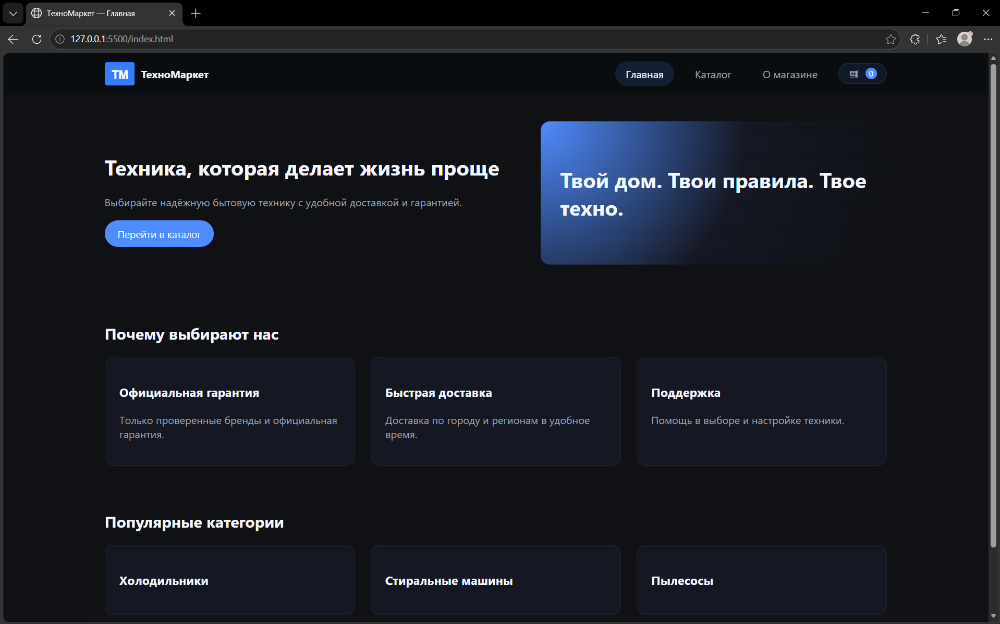 ТехноМаркет — Главная
127.0.0.1:5500/index.html
TM ТехноМаркет
Главная
Каталог
О магазине
0
Техника, которая делает жизнь проще
Выбирайте надёжную бытовую технику с удобной доставкой и гарантией.
Перейти в каталог
Твой дом. Твои правила. Твое
техно.
Почему выбирают нас
Официальная гарантия
Только проверенные бренды и официальная
гарантия.
Быстрая доставка
Доставка по городу и регионам в удобное
время.
Поддержка
Помощь в выборе и настройке техники.
Популярные категории
Холодильники
Стиральные машины
Пылесосы